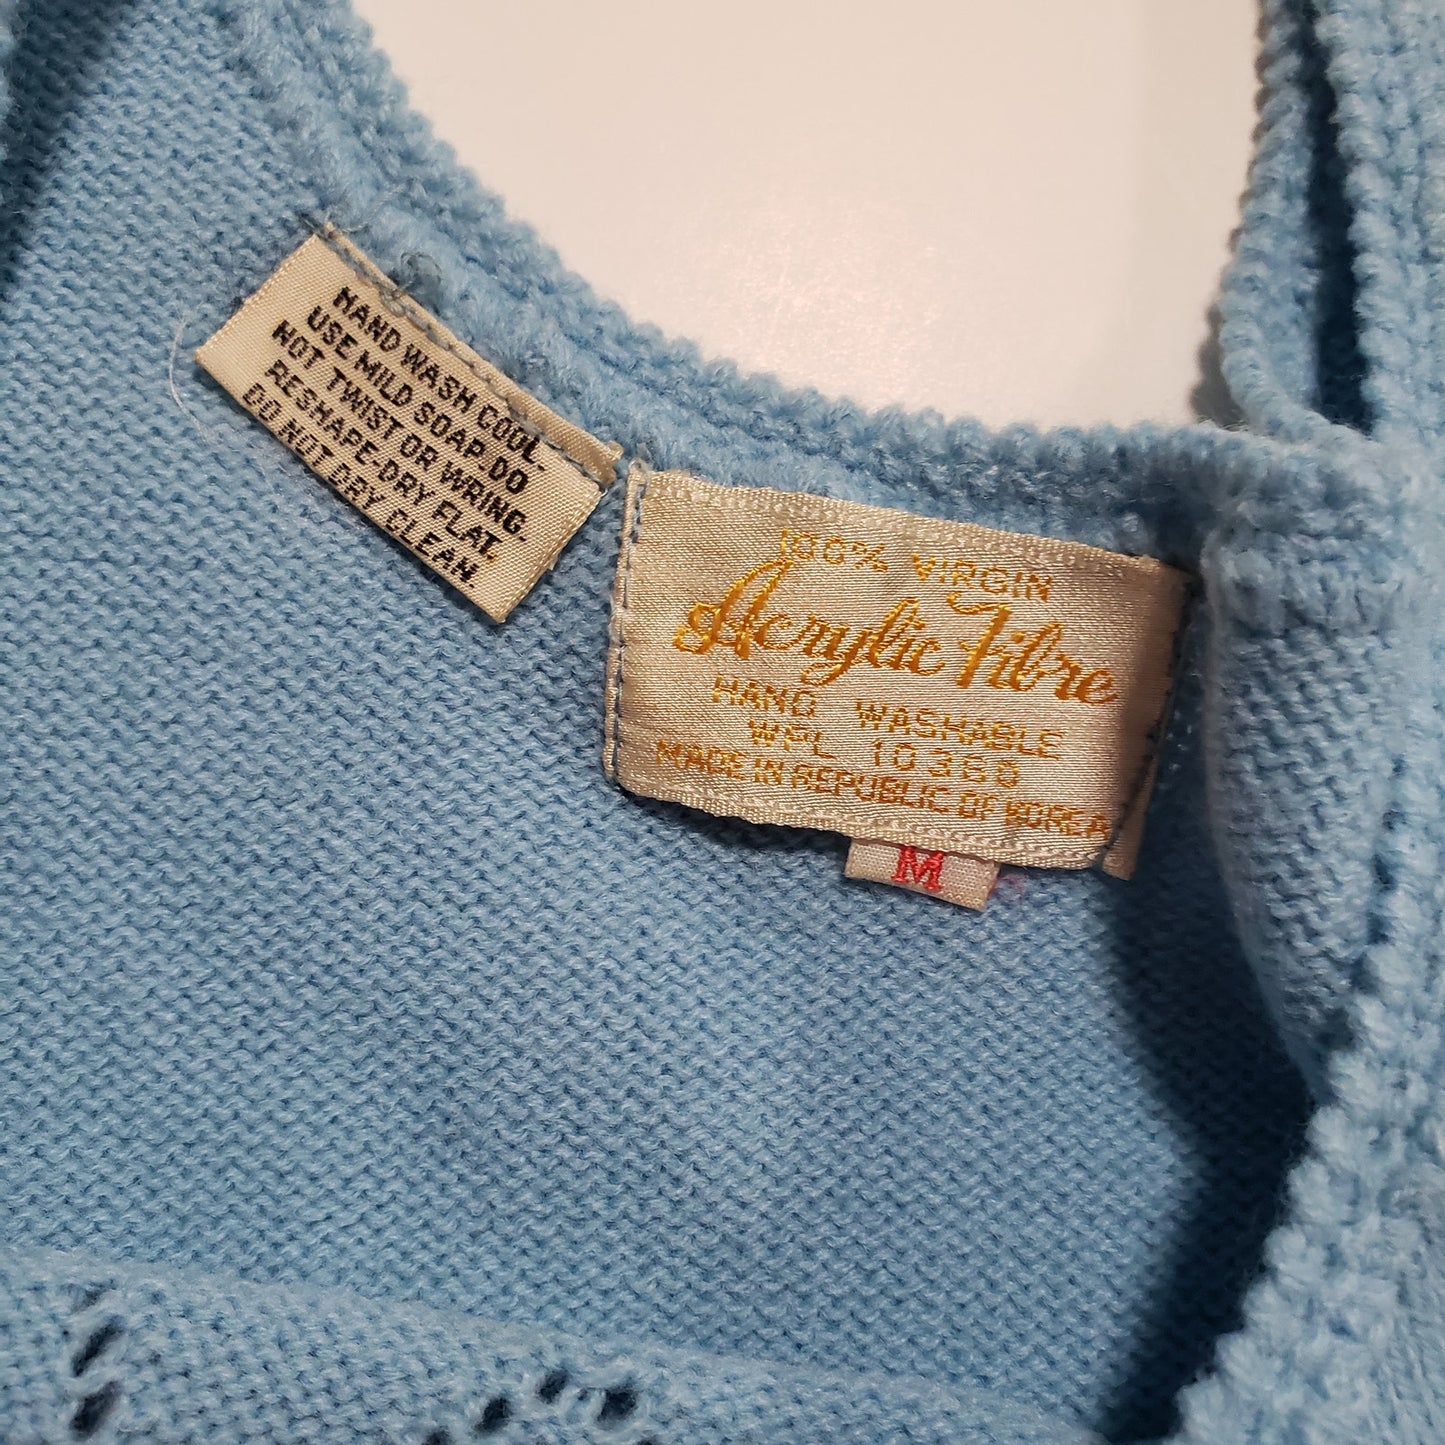 HAND WASH COOL-
USE MILD SOAP.DO
NOT TWIST OR WRING-
RESHAPE-DRY FLAT.
DO NOT DRY CLEAN
100% VIRGIN
Acrylic Fibre
HAND WASHABLE
WPL 10360
MADE IN REPUBLIC OF KOREA
M